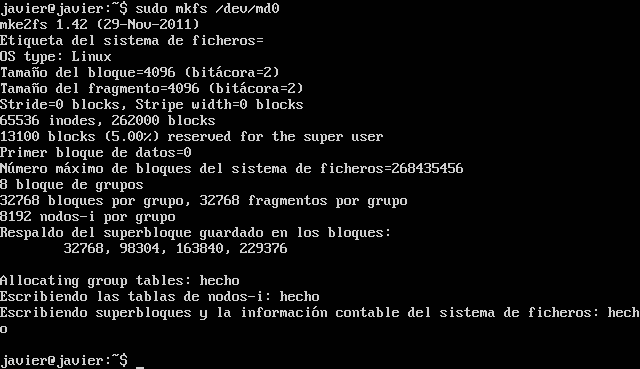 javier@javier:~$ sudo mkfs /dev/md0
mke2fs 1.42 (29-Nov-2011)
Etiqueta del sistema de ficheros=
OS type: Linux
Tamaño del bloque=4096 (bitácora=2)
Tamaño del fragmento=4096 (bitácora=2)
Stride=0 blocks, Stripe width=0 blocks
65536 inodes, 262000 blocks
13100 blocks (5.00%) reserved for the super user
Primer bloque de datos=0
Número máximo de bloques del sistema de ficheros=268435456
8 bloque de grupos
32768 bloques por grupo, 32768 fragmentos por grupo
8192 nodos-i por grupo
Respaldo del superbloque guardado en los bloques:
32768, 98304, 163840, 229376
Allocating group tables: hecho
Escribiendo las tablas de nodos-i: hecho
Escribiendo superbloques y la información contable del sistema de ficheros: hech
o
javier@javier:~$ _